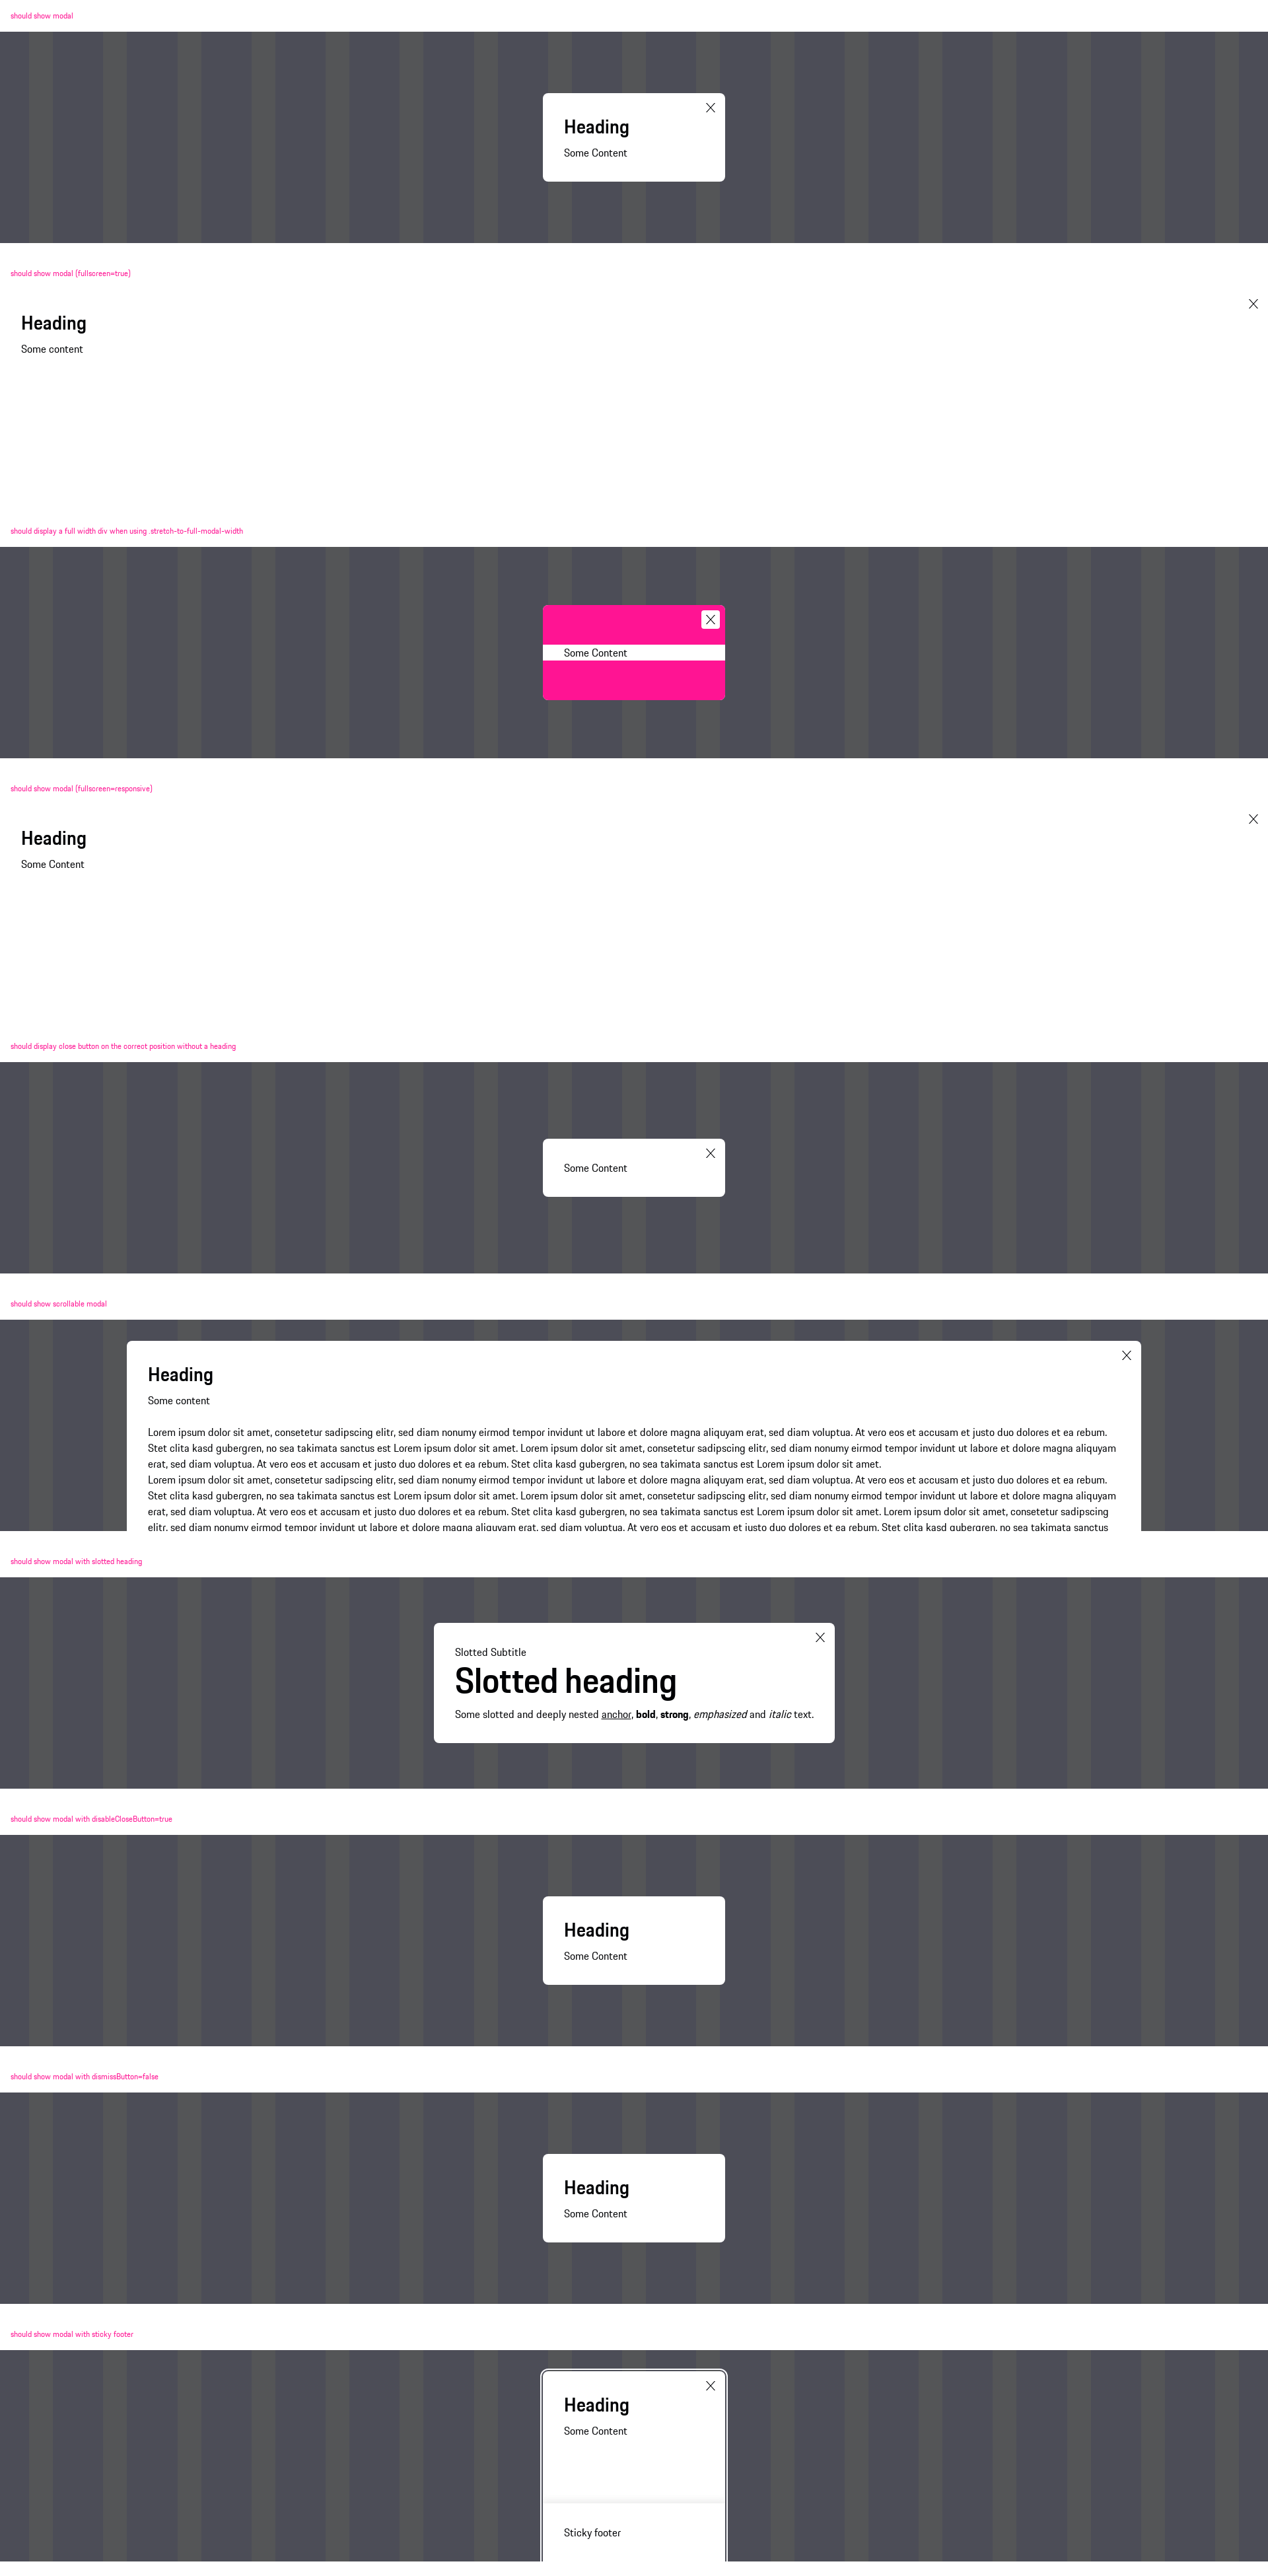 should show modal
Heading
Some Content
should show modal (fullscreen=true)
Heading
Some content
should display a full width div when using .stretch-to-full-modal-width
Some Content
should show modal (fullscreen=responsive)
Heading
Some Content
should display close button on the correct position without a heading
Some Content
should show scrollable modal
Heading
Some content
Lorem ipsum dolor sit amet, consetetur sadipscing elitr, sed diam nonumy eirmod tempor invidunt ut labore et dolore magna aliquyam erat, sed diam voluptua. At vero eos et accusam et justo duo dolores et ea rebum.
Stet clita kasd gubergren, no sea takimata sanctus est Lorem ipsum dolor sit amet. Lorem ipsum dolor sit amet, consetetur sadipscing elitr, sed diam nonumy eirmod tempor invidunt ut labore et dolore magna aliquyam
erat, sed diam voluptua. At vero eos et accusam et justo duo dolores et ea rebum. Stet clita kasd gubergren, no sea takimata sanctus est Lorem ipsum dolor sit amet.
Lorem ipsum dolor sit amet, consetetur sadipscing elitr, sed diam nonumy eirmod tempor invidunt ut labore et dolore magna aliquyam erat, sed diam voluptua. At vero eos et accusam et justo duo dolores et ea rebum.
Stet clita kasd gubergren, no sea takimata sanctus est Lorem ipsum dolor sit amet. Lorem ipsum dolor sit amet, consetetur sadipscing elitr, sed diam nonumy eirmod tempor invidunt ut labore et dolore magna aliquyam
erat, sed diam voluptua. At vero eos et accusam et justo duo dolores et ea rebum. Stet clita kasd gubergren, no sea takimata sanctus est Lorem ipsum dolor sit amet. Lorem ipsum dolor sit amet, consetetur sadipscing
elitr, sed diam nonumy eirmod tempor invidunt ut labore et dolore magna aliquyam erat, sed diam voluptua. At vero eos et accusam et justo duo dolores et ea rebum. Stet clita kasd gubergren, no sea takimata sanctus
should show modal with slotted heading
Slotted Subtitle
Slotted heading
Some slotted and deeply nested anchor, bold, strong, emphasized and italic text.
should show modal with disableCloseButton=true
Heading
Some Content
should show modal with dismissButton=false
Heading
Some Content
should show modal with sticky footer
Heading
Some Content
Sticky footer